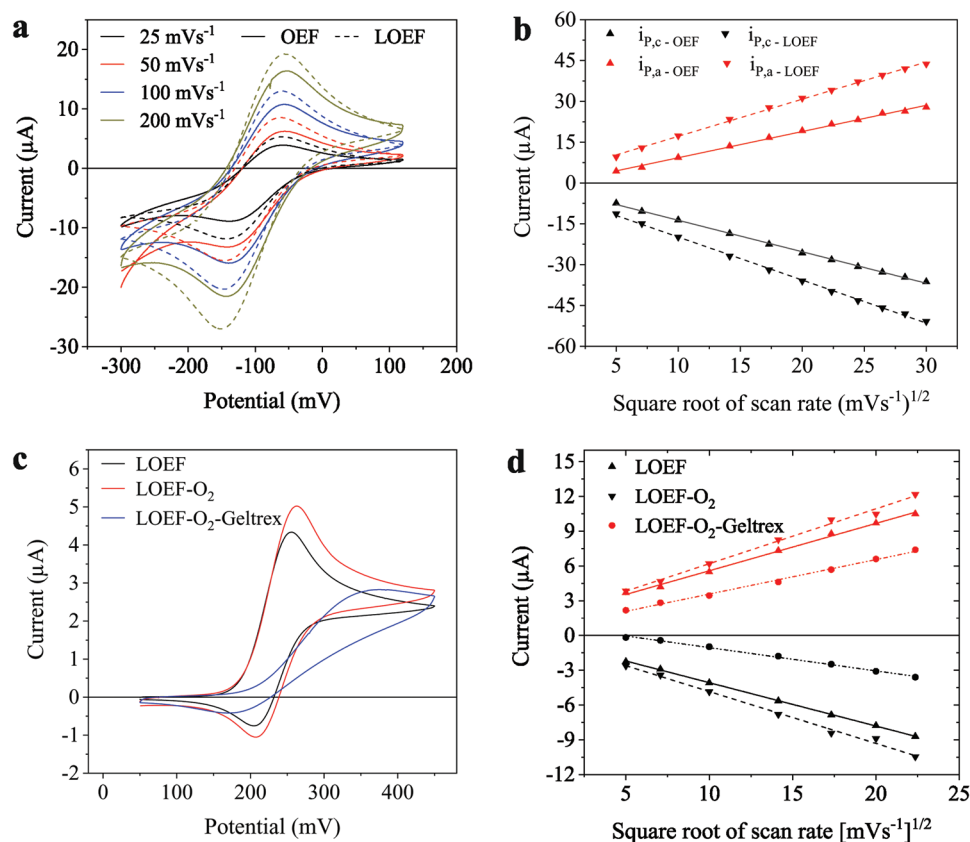 a
25 mVs⁻¹
OEF
LOEF
50 mVs⁻¹
100 mVs⁻¹
200 mVs⁻¹
20
10
0
-10
-20
-30
Current (µA)
-300 -200 -100 0 100 200
Potential (mV)
b
i_{P,c - OEF}
i_{P,c - LOEF}
i_{P,a - OEF}
i_{P,a - LOEF}
60
45
30
15
0
-15
-30
-45
-60
Current (µA)
5 10 15 20 25 30
Square root of scan rate (mVs⁻¹)^{1/2}
c
LOEF
LOEF-O₂
LOEF-O₂-Geltrex
6
5
4
3
2
1
0
-1
-2
Current (µA)
0 100 200 300 400
Potential (mV)
d
LOEF
LOEF-O₂
LOEF-O₂-Geltrex
15
12
9
6
3
0
-3
-6
-9
-12
Current (µA)
5 10 15 20 25
Square root of scan rate [mVs⁻¹]^{1/2}